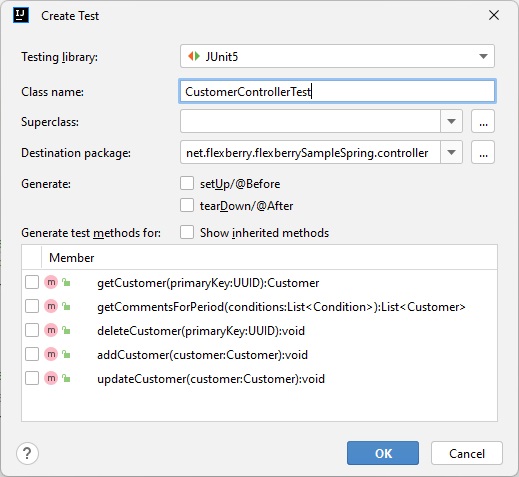 IJ Create Test
Testing library: JUnit5
Class name: CustomerControllerTest
Superclass: ...
Destination package: net.flexberry.flexberrySampleSpring.controller ...
Generate: setUp/@Before
tearDown/@After
Generate test methods for: Show inherited methods
Member
m getCustomer(primaryKey:UUID):Customer
m getCommentsForPeriod(conditions:List<Condition>):List<Customer>
m deleteCustomer(primaryKey:UUID):void
m addCustomer(customer:Customer):void
m updateCustomer(customer:Customer):void
? OK Cancel